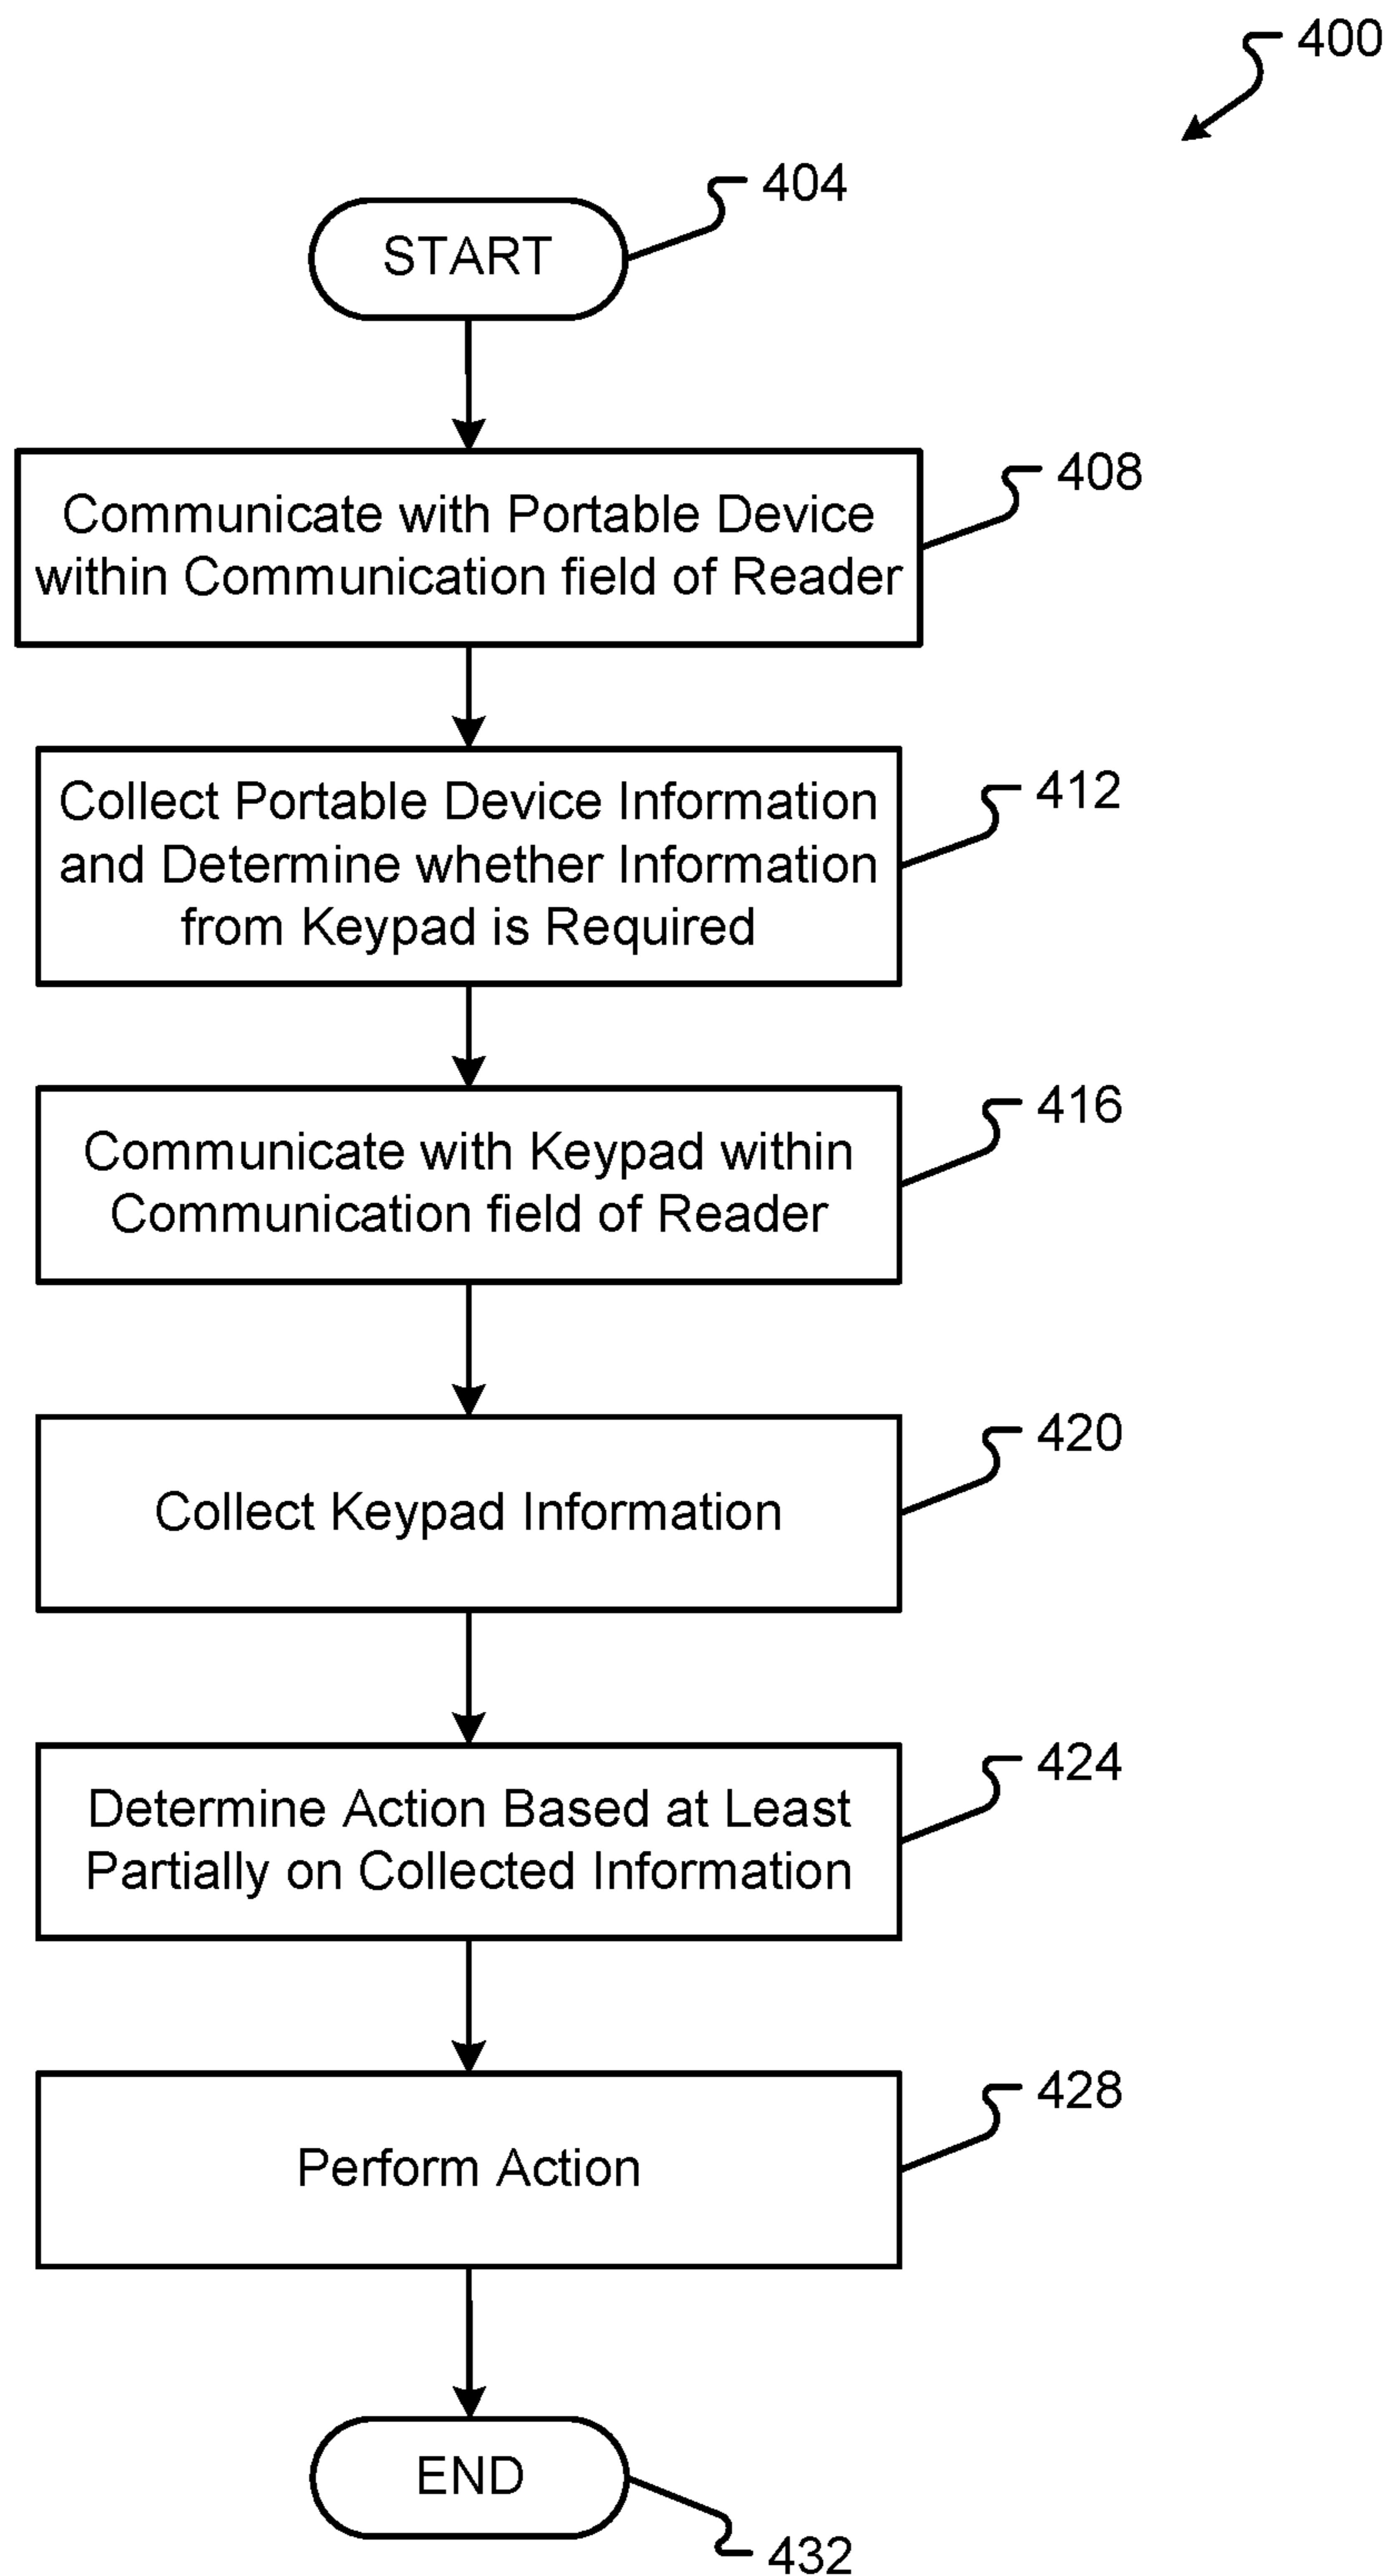 400
START
404
Communicate with Portable Device
within Communication field of Reader
408
Collect Portable Device Information
and Determine whether Information
from Keypad is Required
412
Communicate with Keypad within
Communication field of Reader
416
Collect Keypad Information
420
Determine Action Based at Least
Partially on Collected Information
424
Perform Action
428
END
432